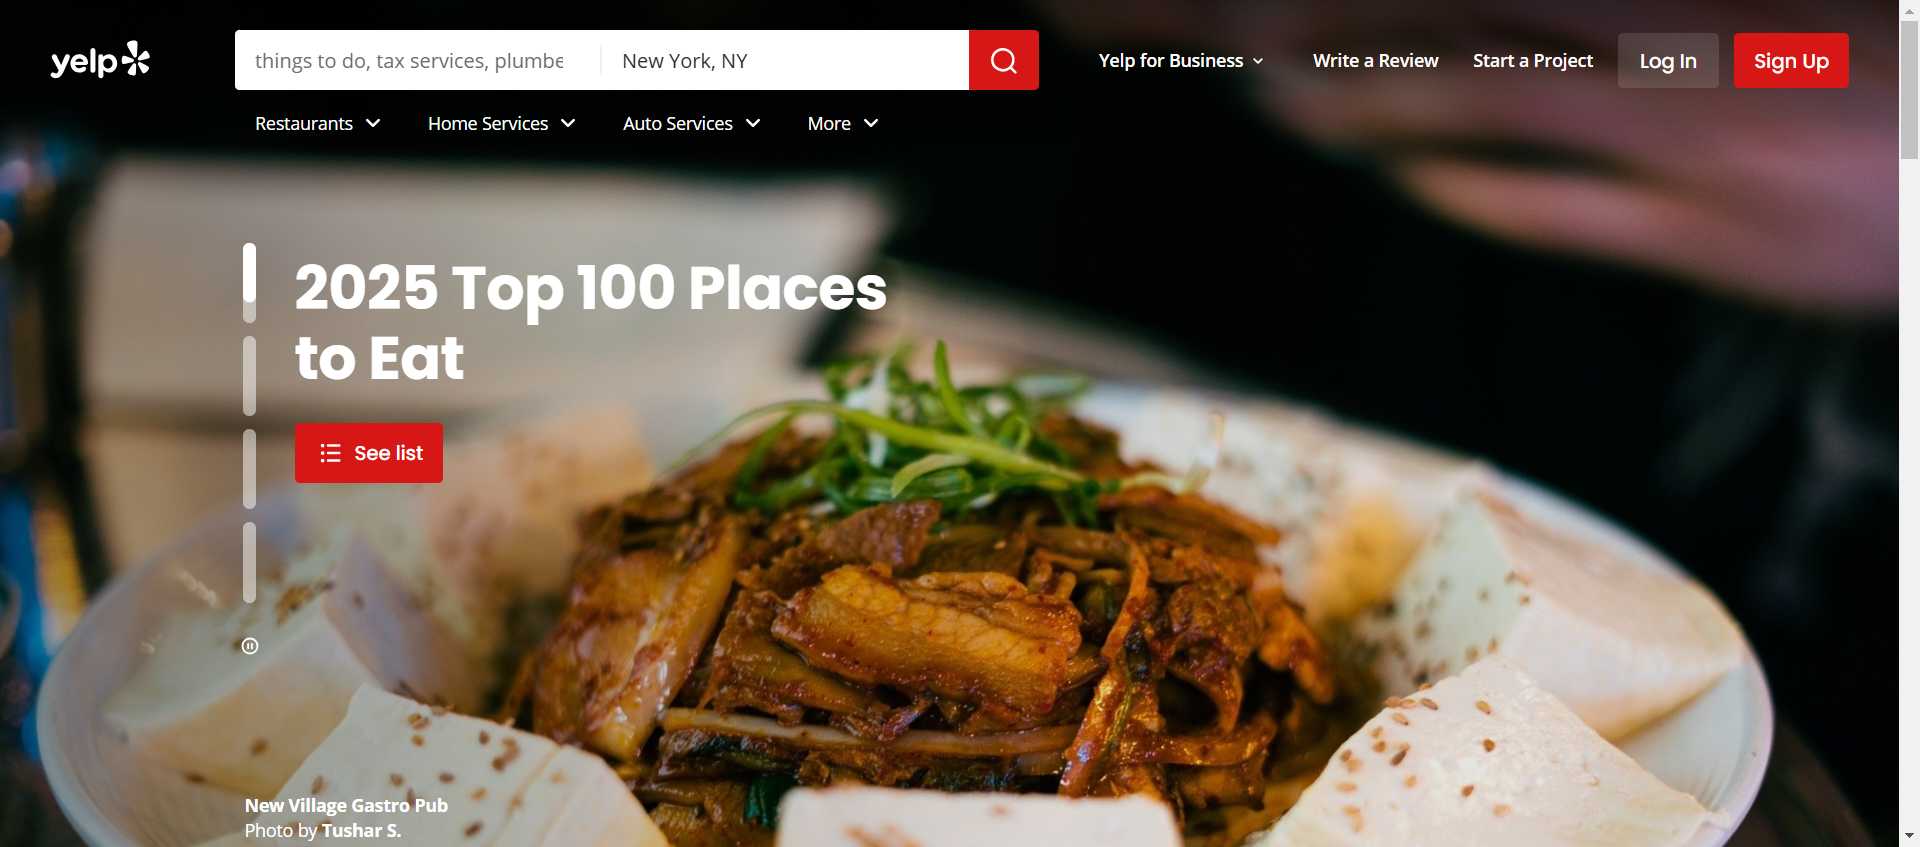 yelp
things to do, tax services, plumbe
New York, NY
Yelp for Business
Write a Review
Start a Project
Log In
Sign Up
Restaurants
Home Services
Auto Services
More
2025 Top 100 Places
to Eat
See list
New Village Gastro Pub
Photo by Tushar S.